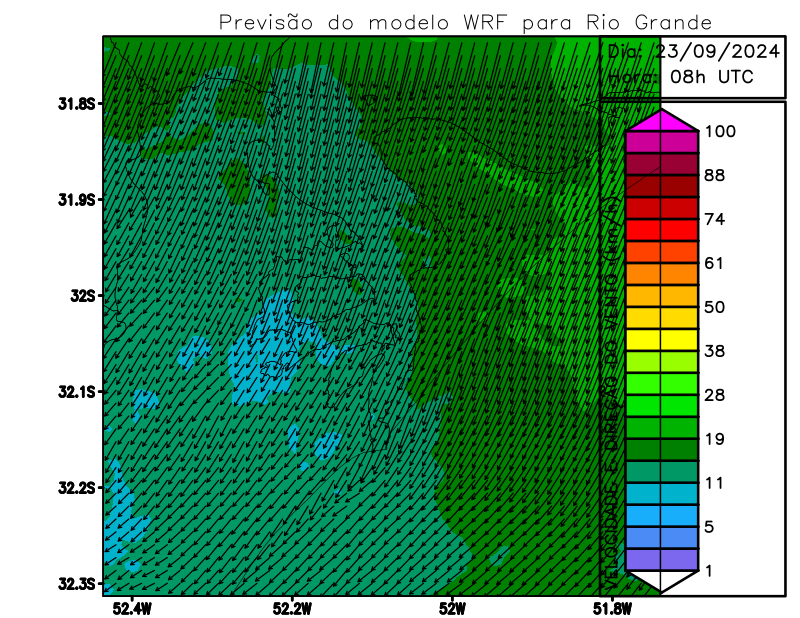 Previsão do modelo WRF para Rio Grande
Dia: 23/09/2024
Hora: 08h UTC
31.8S
31.9S
32S
32.1S
32.2S
32.3S
52.4W
52.2W
52W
51.8W
VELOCIDADE E DIREÇÃO DO VENTO (km/h)
100
88
74
61
50
38
28
19
11
5
1